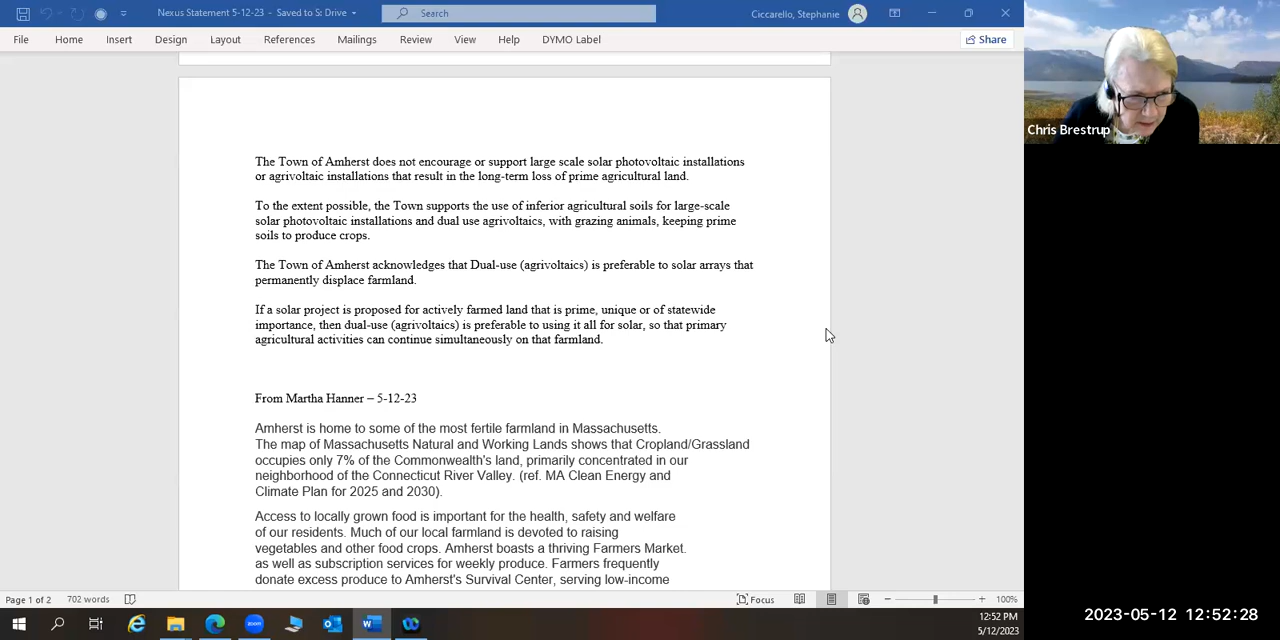 Nexus Statement 5-12-23 - Saved to S: Drive
Search
Ciccarello, Stephanie
File Home Insert Design Layout References Mailings Review View Help DYMO Label Share
The Town of Amherst does not encourage or support large scale solar photovoltaic installations
or agrivoltaic installations that result in the long-term loss of prime agricultural land.
To the extent possible, the Town supports the use of inferior agricultural soils for large-scale
solar photovoltaic installations and dual use agrivoltaics, with grazing animals, keeping prime
soils to produce crops.
The Town of Amherst acknowledges that Dual-use (agrivoltaics) is preferable to solar arrays that
permanently displace farmland.
If a solar project is proposed for actively farmed land that is prime, unique or of statewide
importance, then dual-use (agrivoltaics) is preferable to using it all for solar, so that primary
agricultural activities can continue simultaneously on that farmland.
From Martha Hanner – 5-12-23
Amherst is home to some of the most fertile farmland in Massachusetts.
The map of Massachusetts Natural and Working Lands shows that Cropland/Grassland
occupies only 7% of the Commonwealth's land, primarily concentrated in our
neighborhood of the Connecticut River Valley. (ref. MA Clean Energy and
Climate Plan for 2025 and 2030).
Access to locally grown food is important for the health, safety and welfare
of our residents. Much of our local farmland is devoted to raising
vegetables and other food crops. Amherst boasts a thriving Farmers Market.
as well as subscription services for weekly produce. Farmers frequently
donate excess produce to Amherst's Survival Center, serving low-income
Page 1 of 2 702 words Focus 100%
zoom
12:52 PM
5/12/2023
Chris Brestrup
2023-05-12 12:52:28